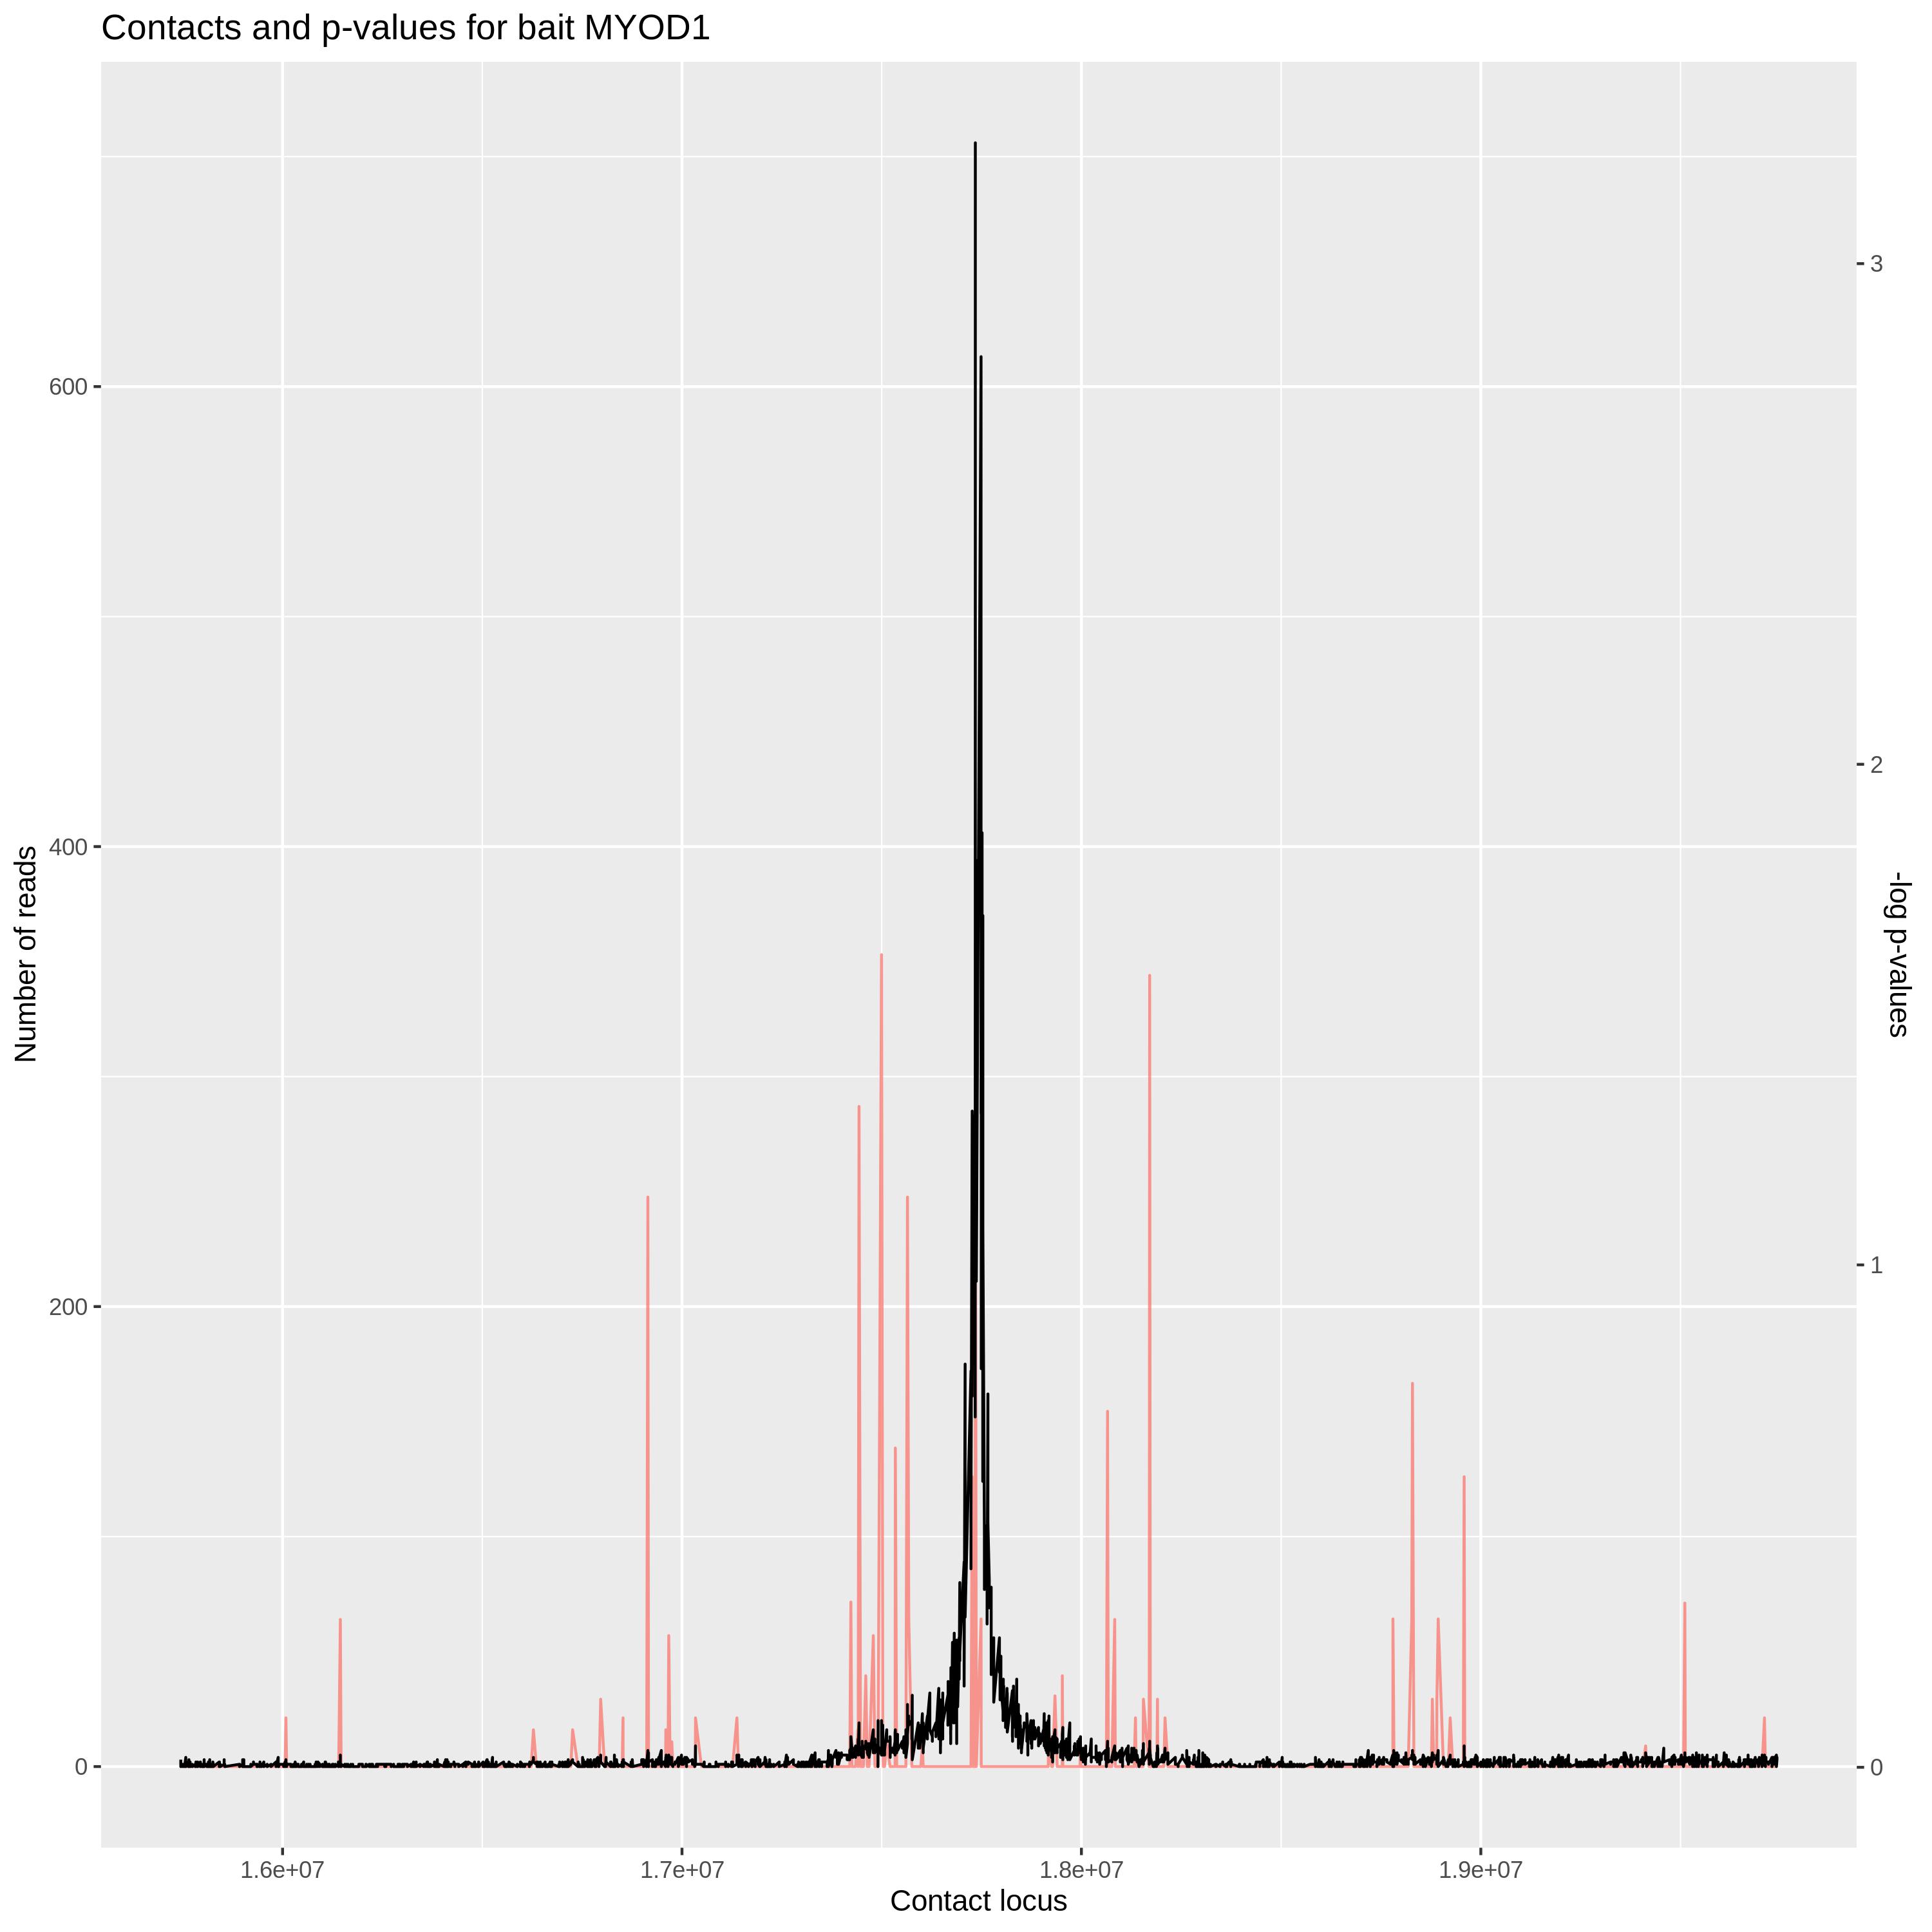 Contacts and p-values for bait MYOD1
Number of reads
600
400
200
0
3
2
1
0
-log p-values
1.6e+07 1.7e+07 1.8e+07 1.9e+07
Contact locus